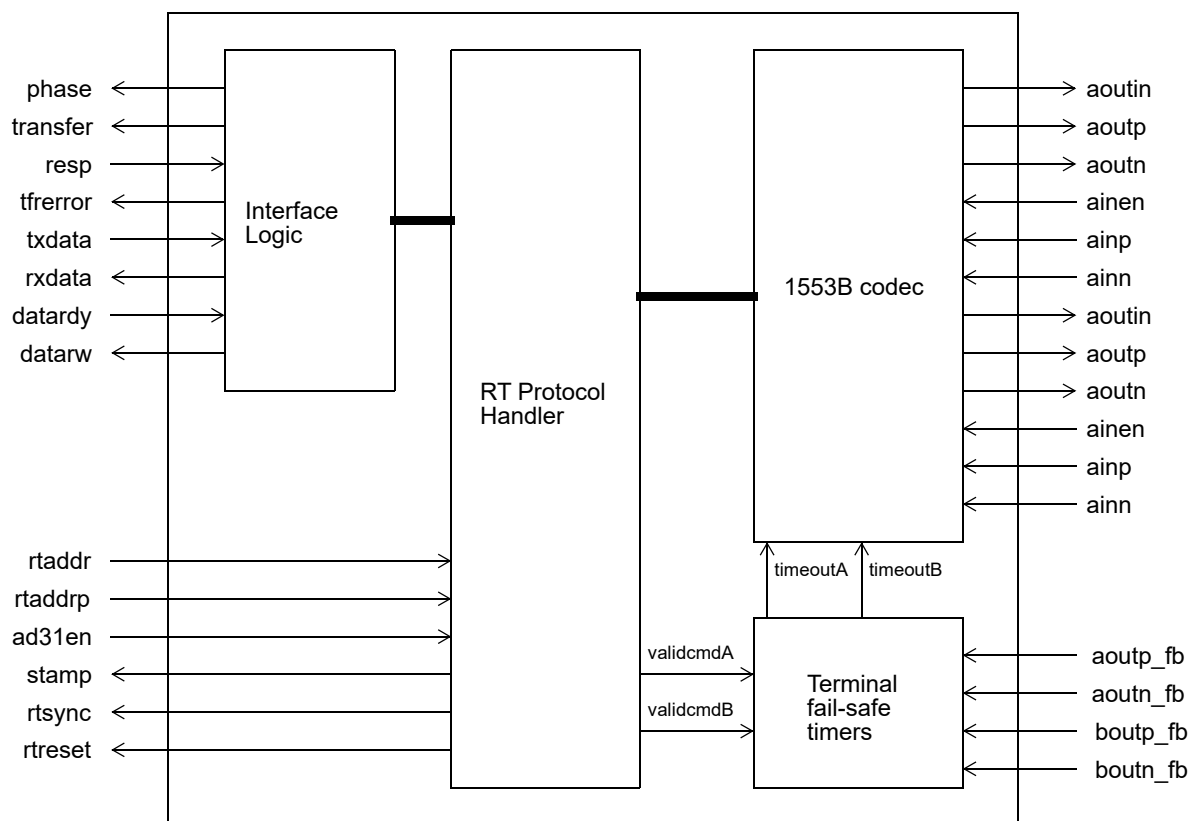 phase
transfer
resp
tfrerror
txdata
rxdata
datardy
datarw
Interface
Logic
rtaddr
rtaddrp
ad31en
stamp
rtsync
rtreset
RT Protocol
Handler
validcmdA
validcmdB
1553B codec
timeoutA
timeoutB
Terminal
fail-safe
timers
aoutin
aoutp
aoutn
ainen
ainp
ainn
aoutin
aoutp
aoutn
ainen
ainp
ainn
aoutp_fb
aoutn_fb
boutp_fb
boutn_fb